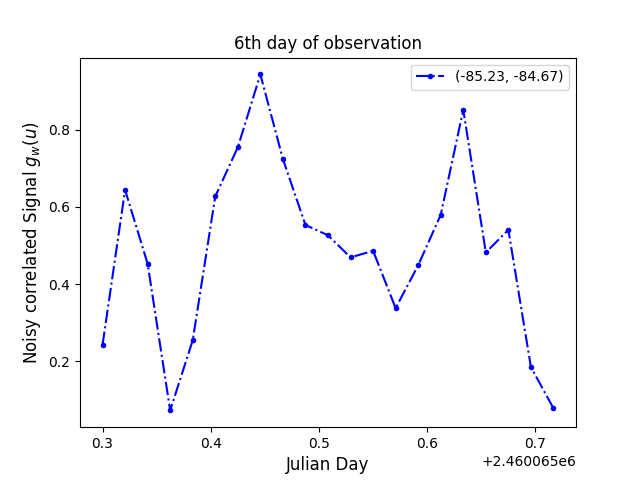 6th day of observation
(-85.23, -84.67)
Noisy correlated Signal g_w(u)
0.8
0.6
0.4
0.2
0.3 0.4 0.5 0.6 0.7
+2.460065e6
Julian Day